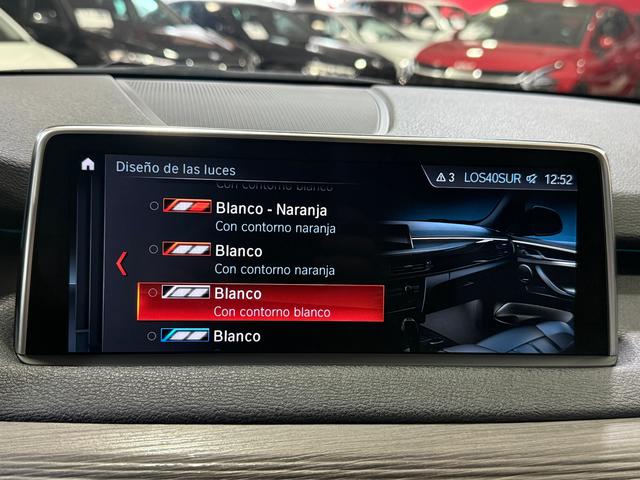 Diseño de las luces
3 LOS40SUR 12:52
Con contorno blanco
Blanco - Naranja
Con contorno naranja
Blanco
Con contorno naranja
Blanco
Con contorno blanco
Blanco